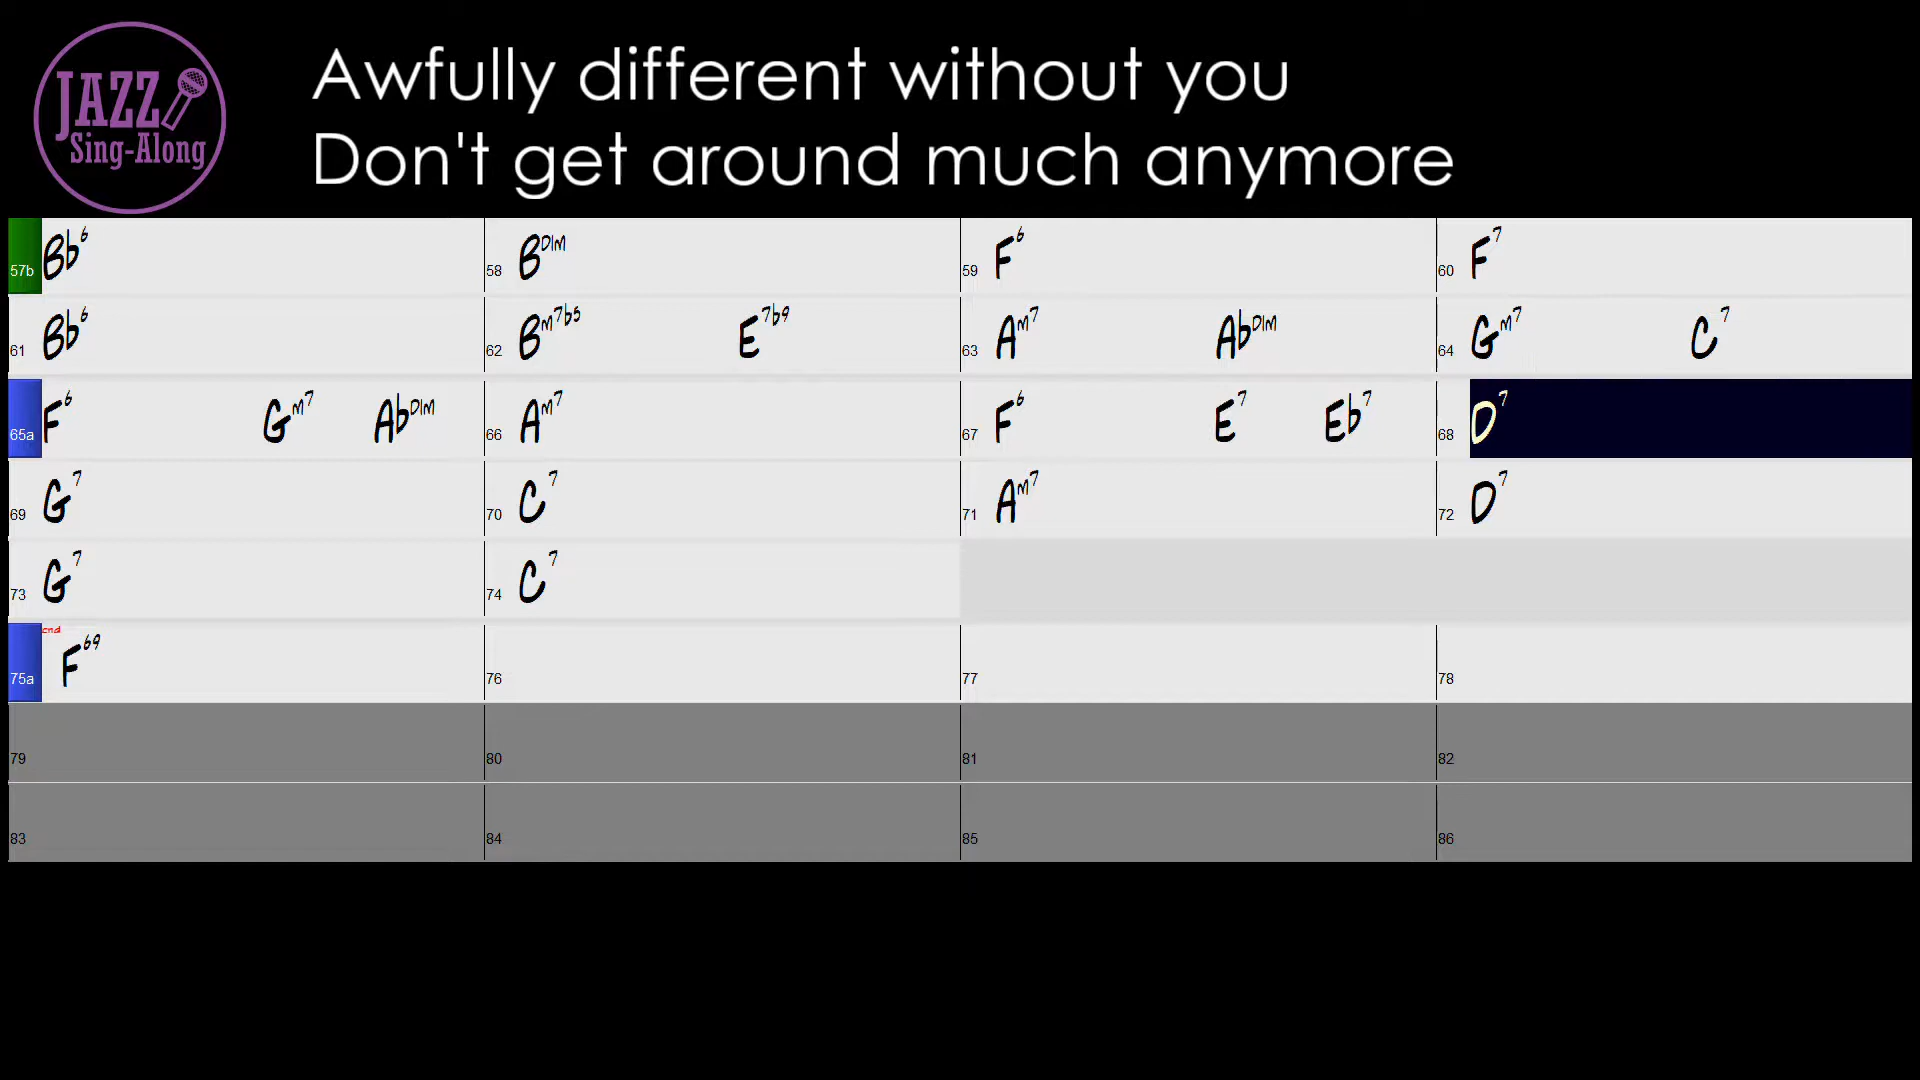 JAZZ
Sing-Along
Awfully different without you
Don't get around much anymore
57b Bb6 58 BDIM 59 F6 60 F7
61 Bb6 62 Bm7b5 E7b9 63 Am7 AbDIM 64 Gm7 C7
65a F6 Gm7 AbDIM 66 Am7 67 F6 E7 Eb7 68 D7
69 G7 70 C7 71 Am7 72 D7
73 G7 74 C7
end
75a F69 76 77 78
79 80 81 82
83 84 85 86